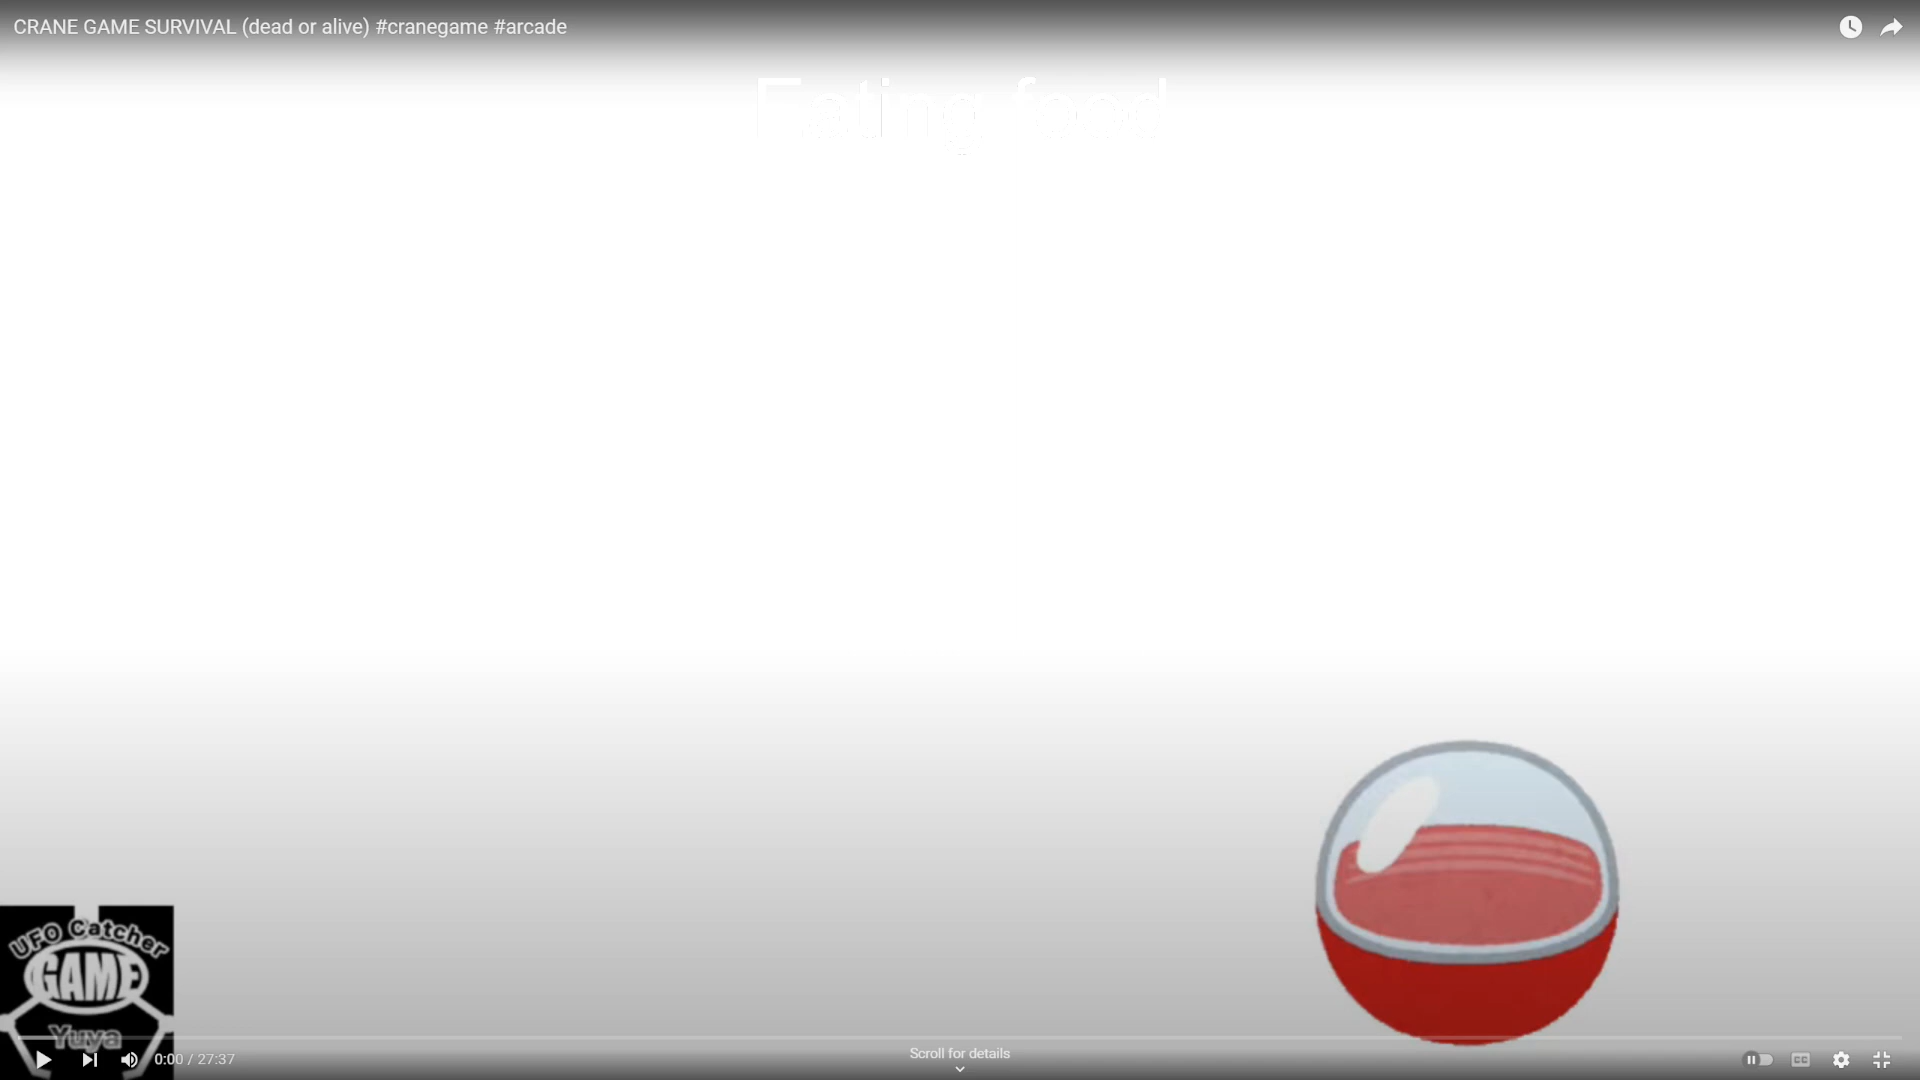 CRANE GAME SURVIVAL (dead or alive) #cranegame #arcade
Eating food
UFO Catcher
GAME
Yuya
0:00 / 27:37
Scroll for details
CC